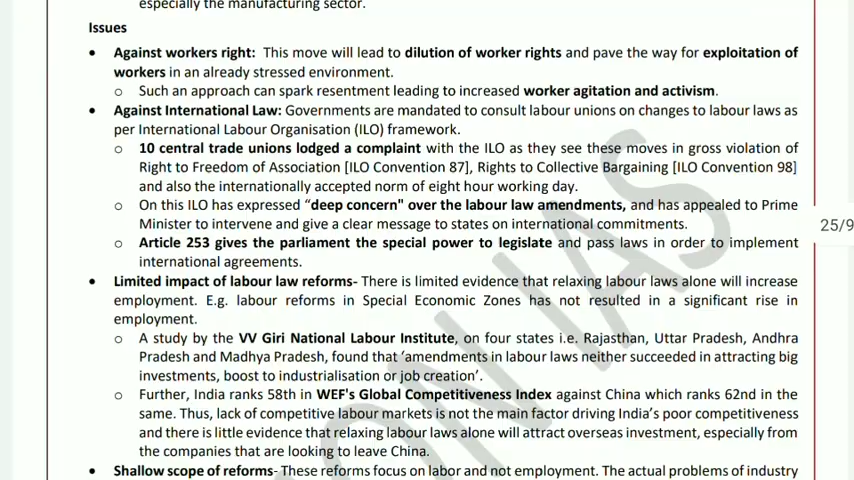 especially the manufacturing sector.
Issues
• Against workers right: This move will lead to dilution of worker rights and pave the way for exploitation of
workers in an already stressed environment.
o Such an approach can spark resentment leading to increased worker agitation and activism.
• Against International Law: Governments are mandated to consult labour unions on changes to labour laws as
per International Labour Organisation (ILO) framework.
o 10 central trade unions lodged a complaint with the ILO as they see these moves in gross violation of
Right to Freedom of Association [ILO Convention 87], Rights to Collective Bargaining [ILO Convention 98]
and also the internationally accepted norm of eight hour working day.
o On this ILO has expressed “deep concern" over the labour law amendments, and has appealed to Prime
Minister to intervene and give a clear message to states on international commitments.
25/9
o Article 253 gives the parliament the special power to legislate and pass laws in order to implement
international agreements.
• Limited impact of labour law reforms- There is limited evidence that relaxing labour laws alone will increase
employment. E.g. labour reforms in Special Economic Zones has not resulted in a significant rise in
employment.
o A study by the VV Giri National Labour Institute, on four states i.e. Rajasthan, Uttar Pradesh, Andhra
Pradesh and Madhya Pradesh, found that ‘amendments in labour laws neither succeeded in attracting big
investments, boost to industrialisation or job creation’.
o Further, India ranks 58th in WEF's Global Competitiveness Index against China which ranks 62nd in the
same. Thus, lack of competitive labour markets is not the main factor driving India’s poor competitiveness
and there is little evidence that relaxing labour laws alone will attract overseas investment, especially from
the companies that are looking to leave China.
• Shallow scope of reforms- These reforms focus on labor and not employment. The actual problems of industry
ON IAS